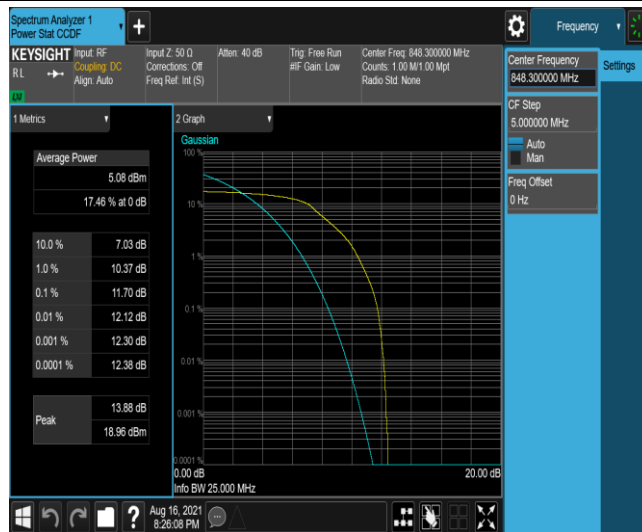 Spectrum Analyzer 1
Power Stat CCDF
+
Frequency
KEYSIGHT
RL
LXI
Input: RF
Coupling: DC
Align: Auto
Input Z: 50 Ω
Corrections: Off
Freq Ref: Int (S)
Atten: 40 dB
Trig: Free Run
#IF Gain: Low
Center Freq: 848.300000 MHz
Counts: 1.00 M/1.00 Mpt
Radio Std: None
Center Frequency
848.300000 MHz
Settings
CF Step
5.000000 MHz
Auto
Man
Freq Offset
0 Hz
1 Metrics
Average Power
5.08 dBm
17.46 % at 0 dB
10.0 % 7.03 dB
1.0 % 10.37 dB
0.1 % 11.70 dB
0.01 % 12.12 dB
0.001 % 12.30 dB
0.0001 % 12.38 dB
Peak
13.88 dB
18.96 dBm
2 Graph
Gaussian
100 %
10 %
1 %
0.1 %
0.01 %
0.001 %
0.0001 %
0.00 dB 20.00 dB
Info BW 25.000 MHz
?
Aug 16, 2021
8:26:08 PM